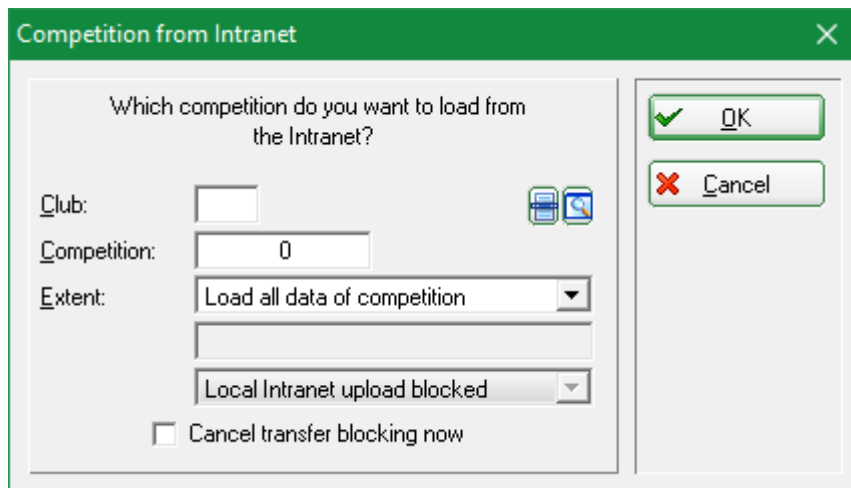 Competition from Intranet
Which competition do you want to load from
the Intranet?
OK
Cancel
Club:
Competition: 0
Extent: Load all data of competition
Local Intranet upload blocked
Cancel transfer blocking now